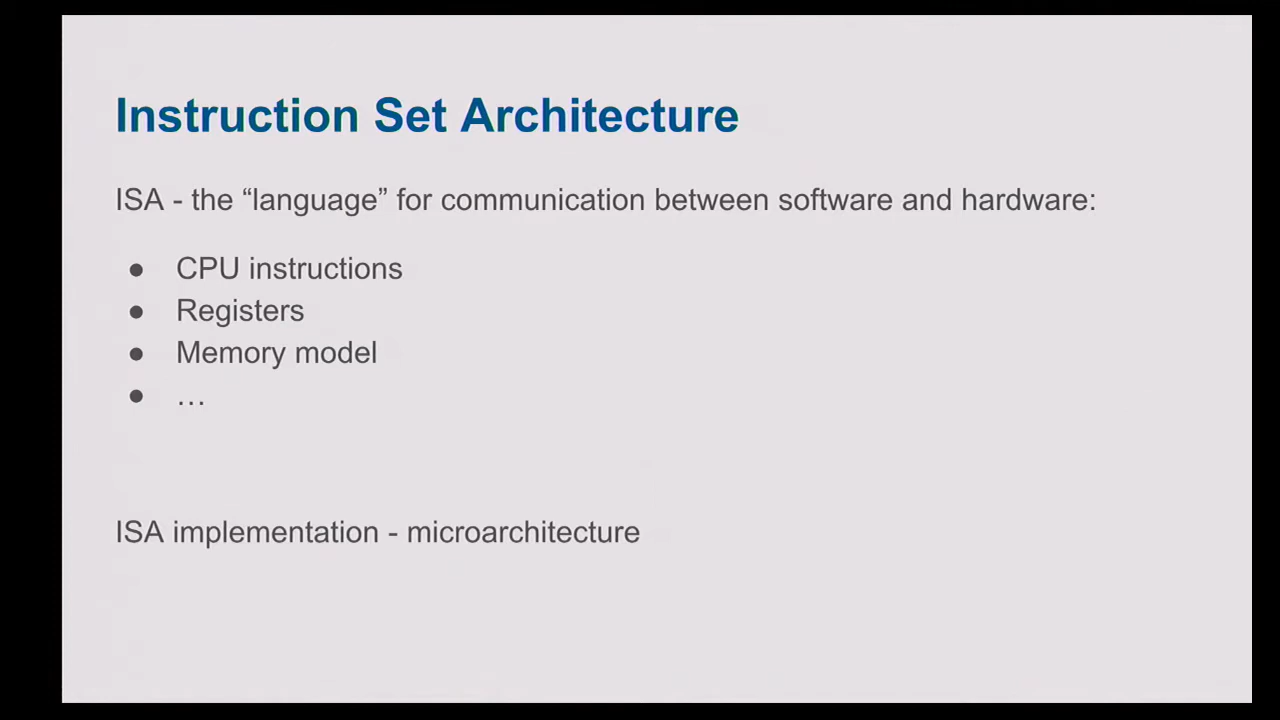 Instruction Set Architecture
ISA - the “language” for communication between software and hardware:
● CPU instructions
● Registers
● Memory model
● …
ISA implementation - microarchitecture